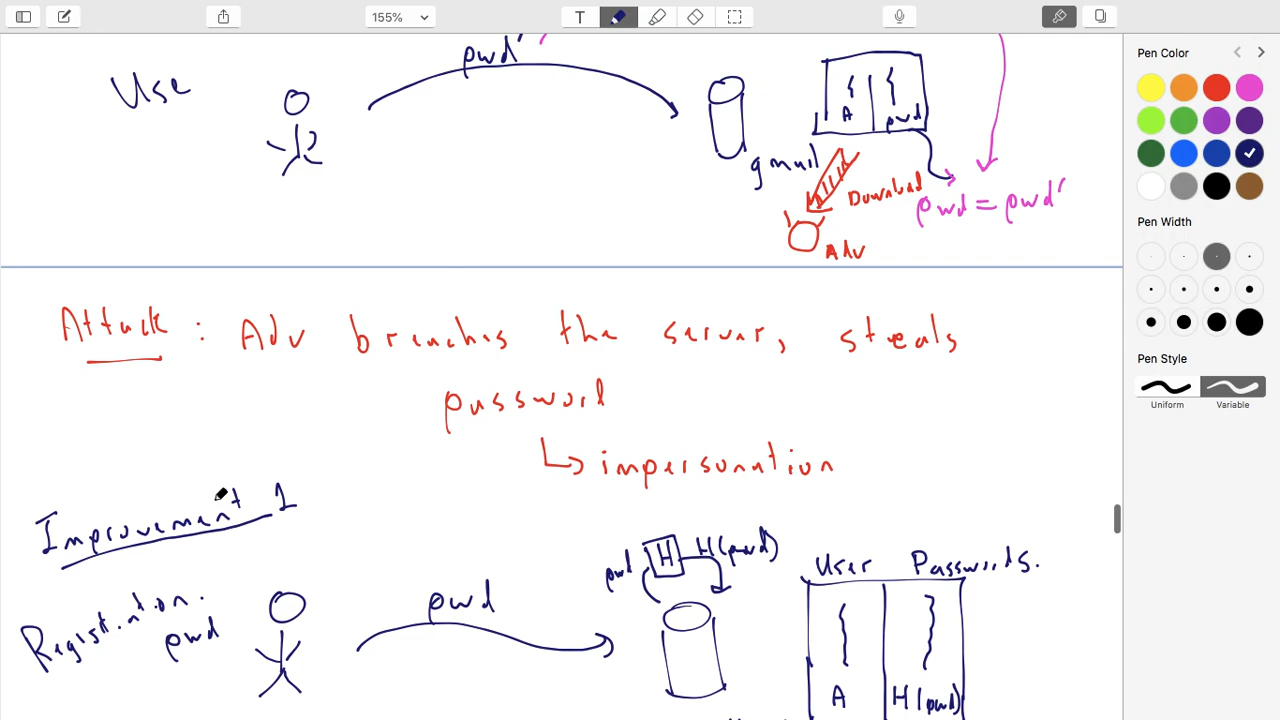 155%
T
Pen Color
pwd'
Use
A
pwd
gmail
Download
pwd = pwd'
Adv
Pen Width
Attack : Adv breaches the server, steals
password
↳ impersonation
Pen Style
Uniform Variable
Improvement 1
pwd H H(pwd)
User Passwords.
Registration.
pwd
pwd
A H(pwd)